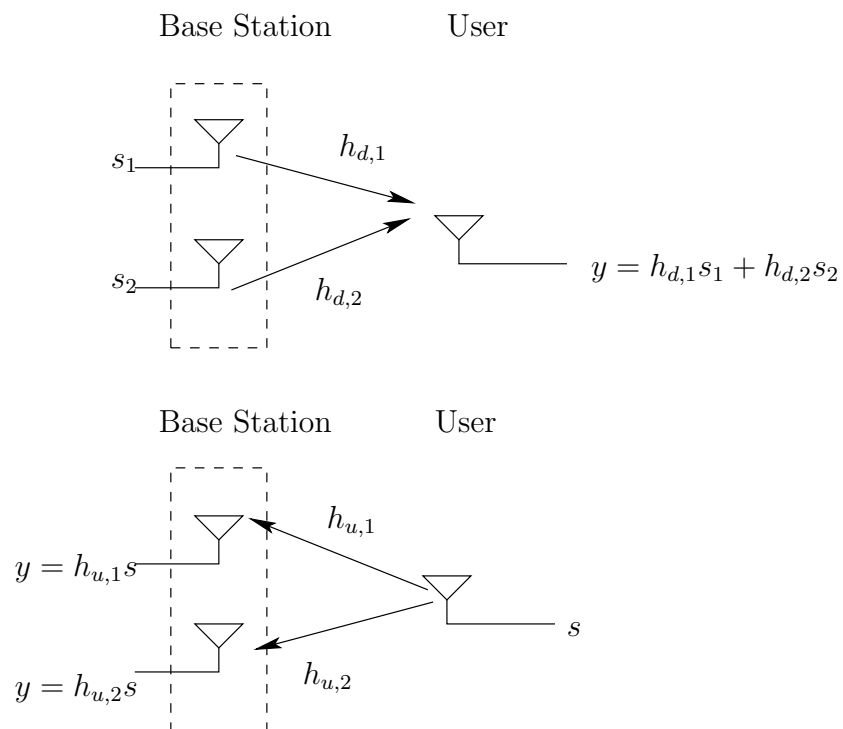 Base Station User
s_1
h_{d,1}
s_2
h_{d,2}
y = h_{d,1}s_1 + h_{d,2}s_2
Base Station User
h_{u,1}
y = h_{u,1}s
s
h_{u,2}
y = h_{u,2}s